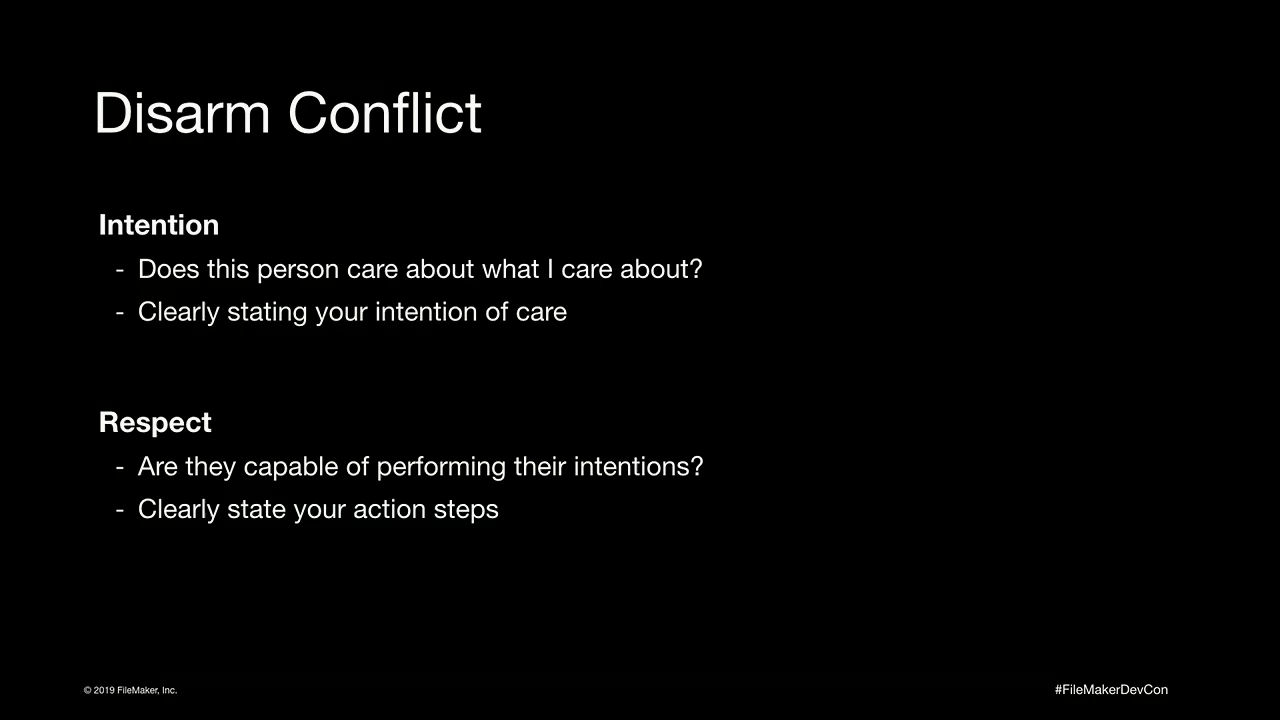 Disarm Conflict
Intention
- Does this person care about what I care about?
- Clearly stating your intention of care
Respect
- Are they capable of performing their intentions?
- Clearly state your action steps
© 2019 FileMaker, Inc.
#FileMakerDevCon